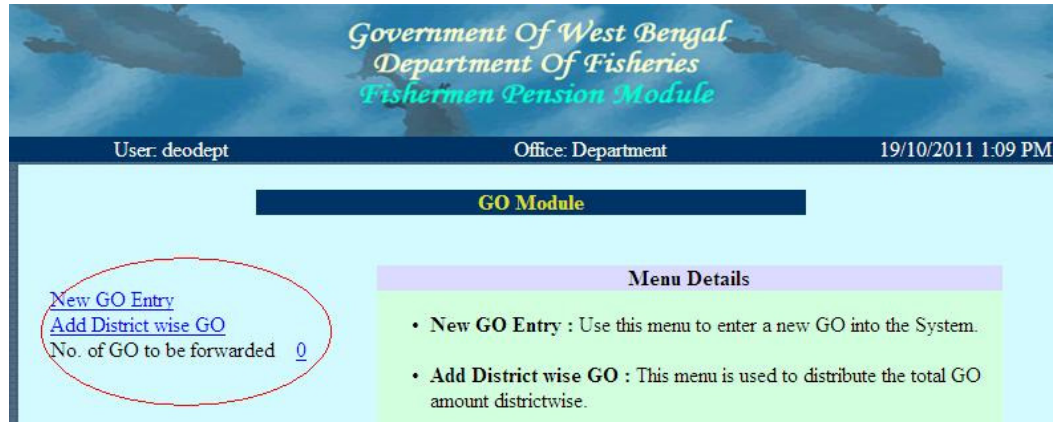 Government Of West Bengal
Department Of Fisheries
Fishermen Pension Module
User: deodept Office: Department 19/10/2011 1:09 PM
GO Module
New GO Entry
Add District wise GO
No. of GO to be forwarded 0
Menu Details
• New GO Entry : Use this menu to enter a new GO into the System.
• Add District wise GO : This menu is used to distribute the total GO
amount districtwise.